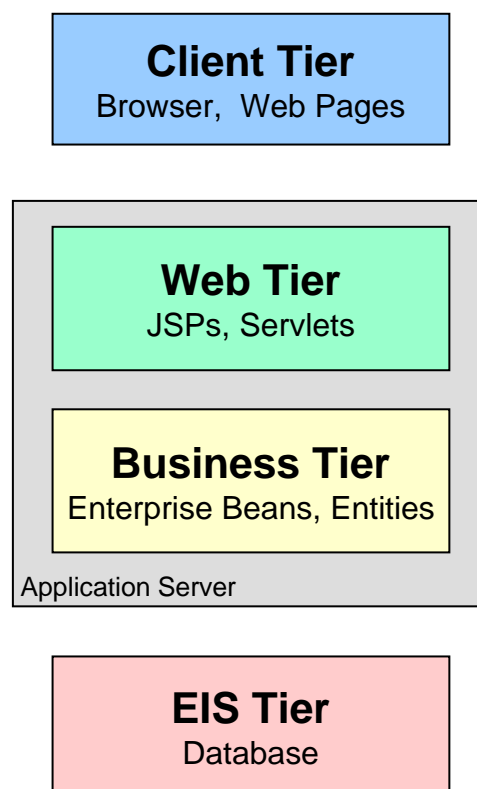 Client Tier
Browser, Web Pages
Web Tier
JSPs, Servlets
Business Tier
Enterprise Beans, Entities
Application Server
EIS Tier
Database